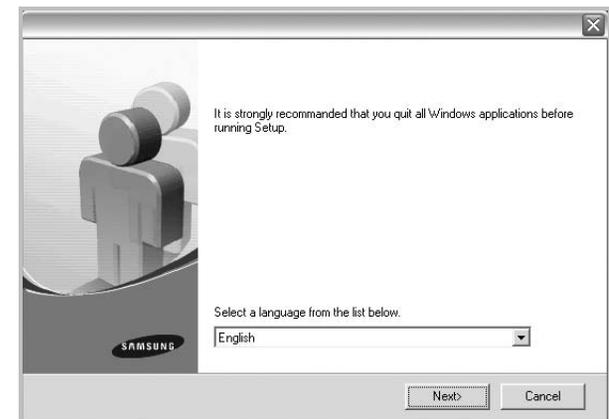 It is strongly recommanded that you quit all Windows applications before
running Setup.
Select a language from the list below.
SAMSUNG
English
Next>
Cancel